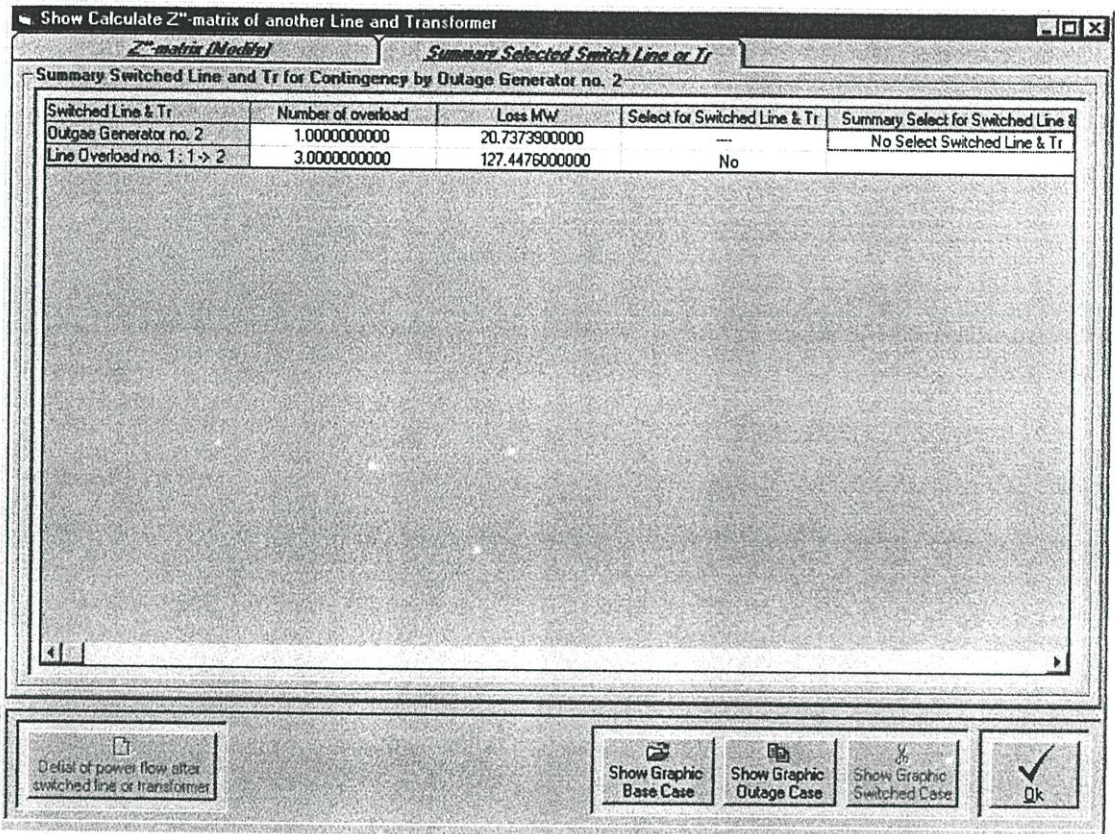 Show Calculate Z"-matrix of another Line and Transformer
Z"-matrix (Modify)
Summary Selected Switch Line or Tr
Summary Switched Line and Tr for Contingency by Outage Generator no. 2
Switched Line & Tr Number of overload Loss MW Select for Switched Line & Tr Summary Select for Switched Line &
Outgae Generator no. 2 1.0000000000 20.7373900000 --- No Select Switched Line & Tr
Line Overload no. 1 : 1 -> 2 3.0000000000 127.4476000000 No
Detial of power flow after
switched line or transformer
Show Graphic
Base Case
Show Graphic
Outage Case
Show Graphic
Switched Case
Ok